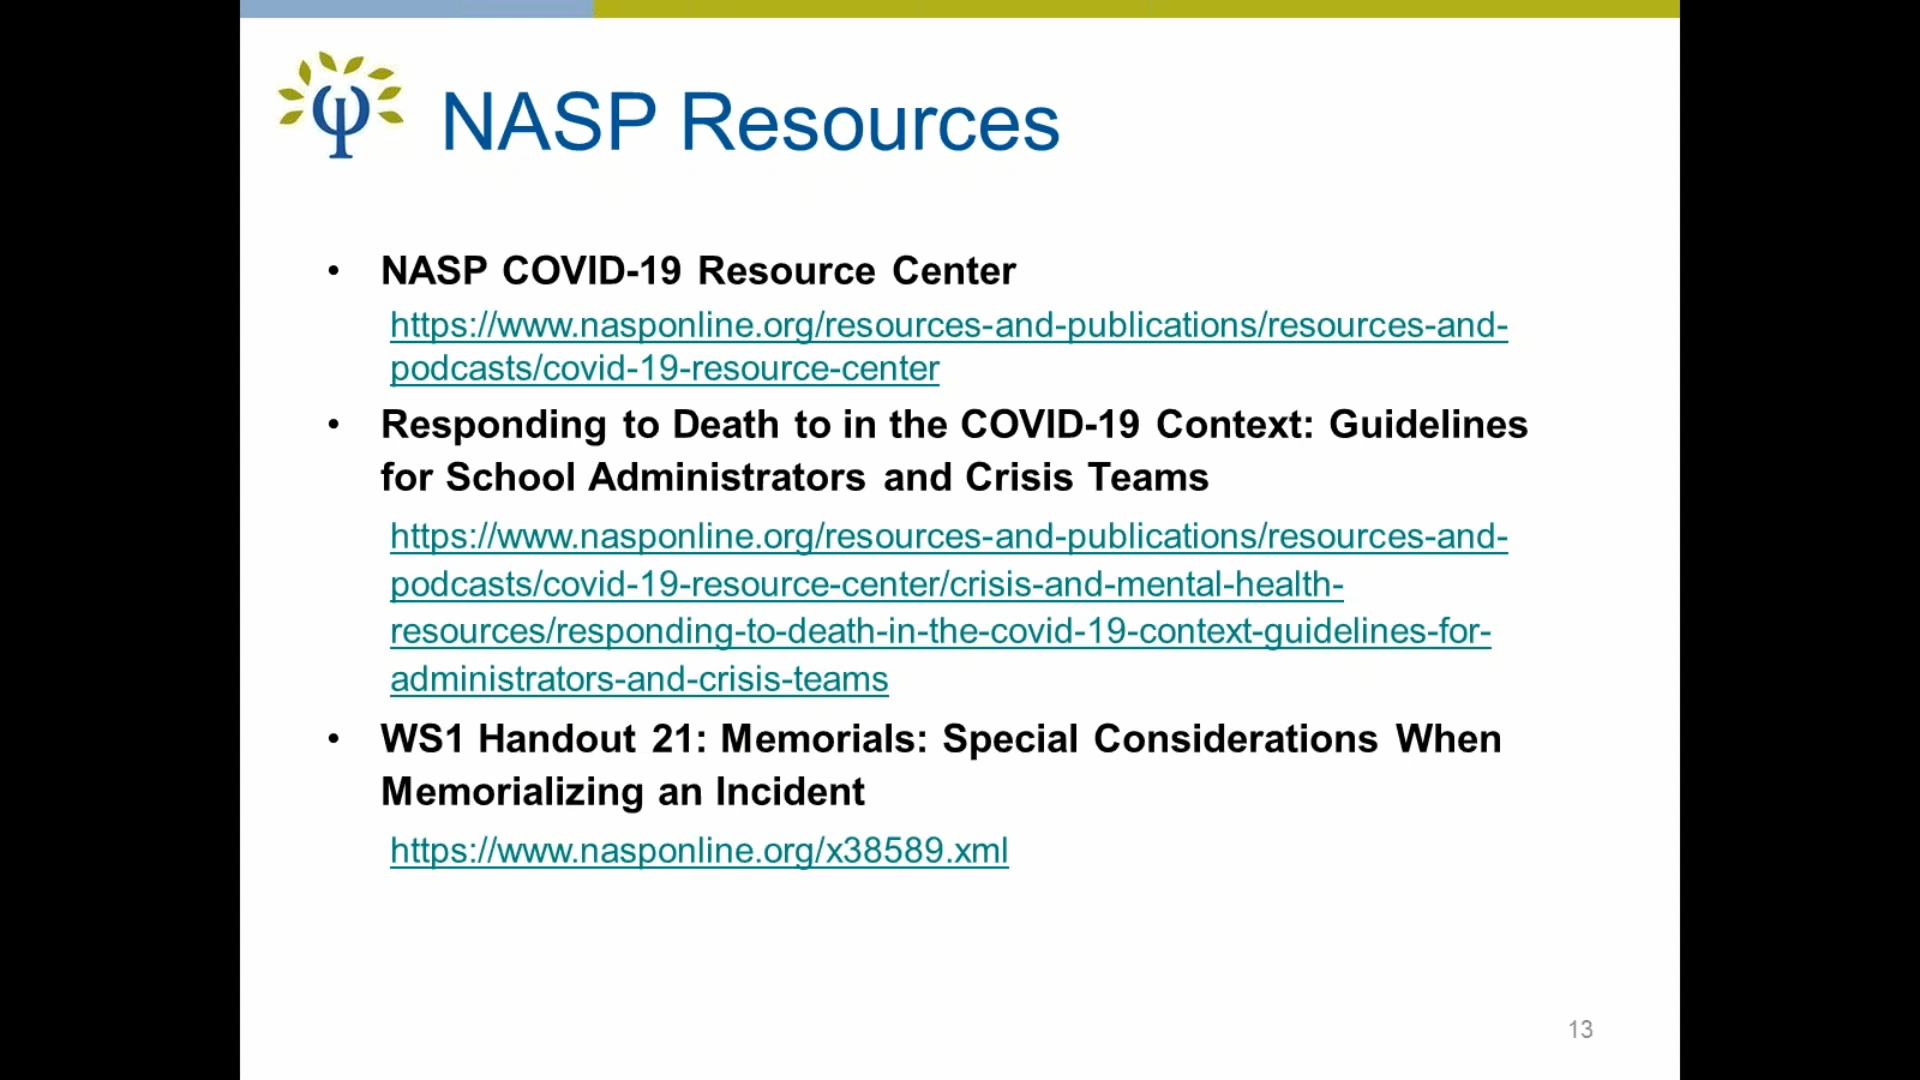 NASP Resources
• NASP COVID-19 Resource Center
https://www.nasponline.org/resources-and-publications/resources-and-
podcasts/covid-19-resource-center
• Responding to Death to in the COVID-19 Context: Guidelines
for School Administrators and Crisis Teams
https://www.nasponline.org/resources-and-publications/resources-and-
podcasts/covid-19-resource-center/crisis-and-mental-health-
resources/responding-to-death-in-the-covid-19-context-guidelines-for-
administrators-and-crisis-teams
• WS1 Handout 21: Memorials: Special Considerations When
Memorializing an Incident
https://www.nasponline.org/x38589.xml
13